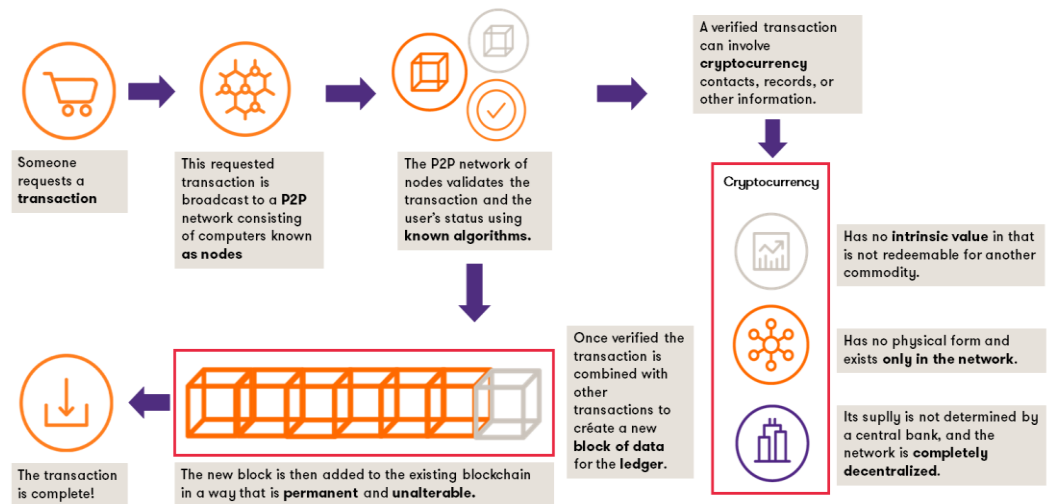 Someone
requests a
transaction
This requested
transaction is
broadcast to a P2P
network consisting
of computers known
as nodes
The P2P network of
nodes validates the
transaction and the
user's status using
known algorithms.
A verified transaction
can involve
cryptocurrency
contacts, records, or
other information.
Cryptocurrency
Has no intrinsic value in that
is not redeemable for another
commodity.
Has no physical form and
exists only in the network.
Its suplly is not determined by
a central bank, and the
network is completely
decentralized.
Once verified the
transaction is
combined with
other
transactions to
créate a new
block of data
for the ledger.
The new block is then added to the existing blockchain
in a way that is permanent and unalterable.
The transaction
is complete!